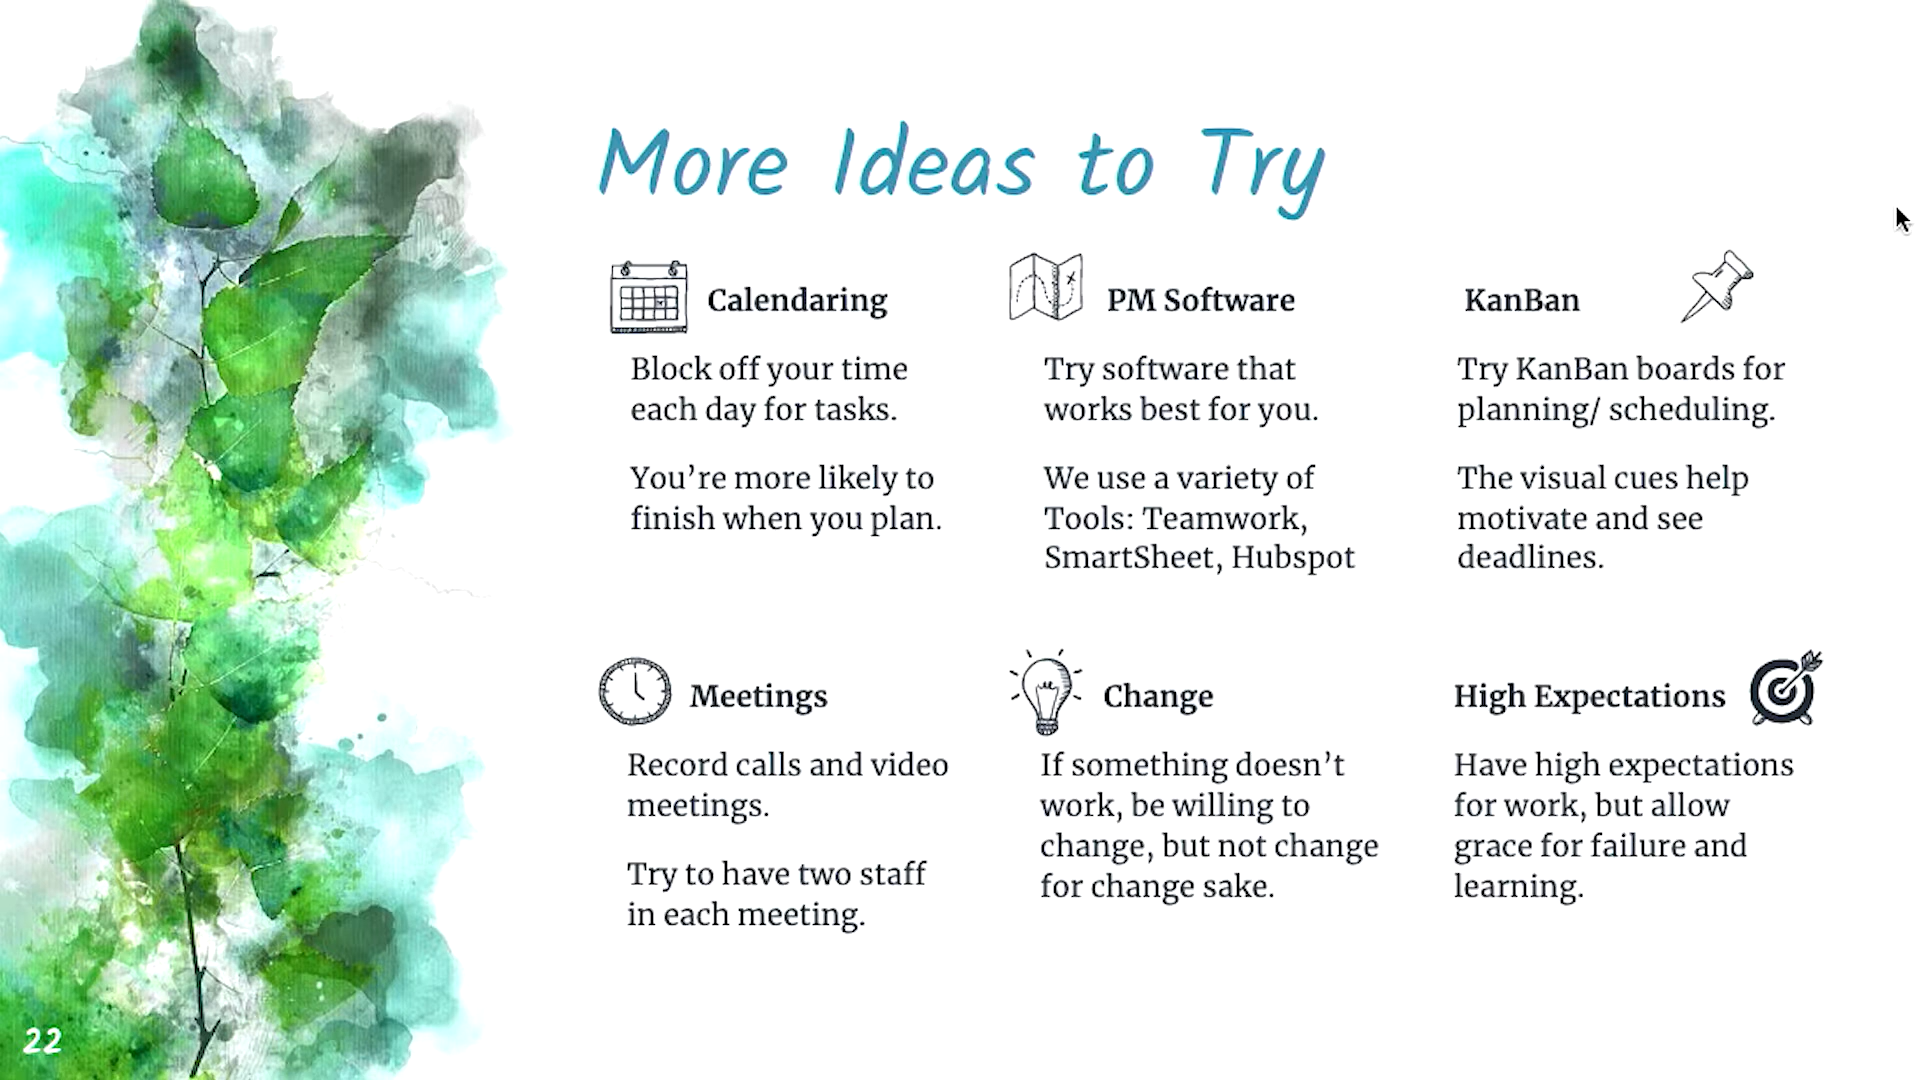 More Ideas to Try
Calendaring
Block off your time
each day for tasks.
You’re more likely to
finish when you plan.
PM Software
Try software that
works best for you.
We use a variety of
Tools: Teamwork,
SmartSheet, Hubspot
KanBan
Try KanBan boards for
planning/ scheduling.
The visual cues help
motivate and see
deadlines.
Meetings
Record calls and video
meetings.
Try to have two staff
in each meeting.
Change
If something doesn’t
work, be willing to
change, but not change
for change sake.
High Expectations
Have high expectations
for work, but allow
grace for failure and
learning.
22